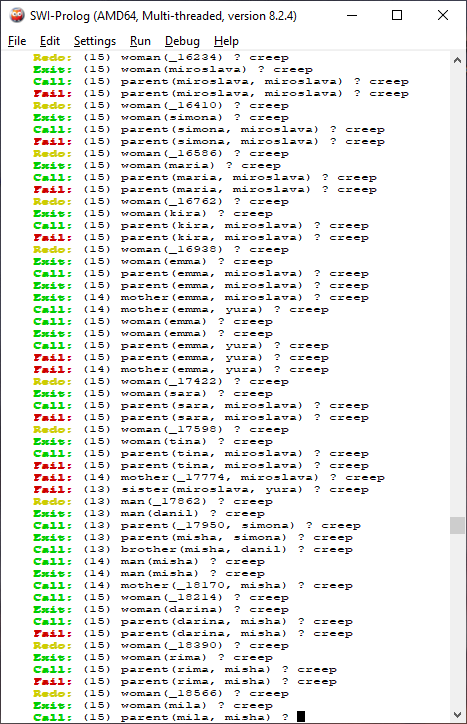 SWI-Prolog (AMD64, Multi-threaded, version 8.2.4)
File Edit Settings Run Debug Help
Redo: (15) woman(_16234) ? creep
Exit: (15) woman(miroslava) ? creep
Call: (15) parent(miroslava, miroslava) ? creep
Fail: (15) parent(miroslava, miroslava) ? creep
Redo: (15) woman(_16410) ? creep
Exit: (15) woman(simona) ? creep
Call: (15) parent(simona, miroslava) ? creep
Fail: (15) parent(simona, miroslava) ? creep
Redo: (15) woman(_16586) ? creep
Exit: (15) woman(maria) ? creep
Call: (15) parent(maria, miroslava) ? creep
Fail: (15) parent(maria, miroslava) ? creep
Redo: (15) woman(_16762) ? creep
Exit: (15) woman(kira) ? creep
Call: (15) parent(kira, miroslava) ? creep
Fail: (15) parent(kira, miroslava) ? creep
Redo: (15) woman(_16938) ? creep
Exit: (15) woman(emma) ? creep
Call: (15) parent(emma, miroslava) ? creep
Exit: (15) parent(emma, miroslava) ? creep
Exit: (14) mother(emma, miroslava) ? creep
Call: (14) mother(emma, yura) ? creep
Call: (15) woman(emma) ? creep
Exit: (15) woman(emma) ? creep
Call: (15) parent(emma, yura) ? creep
Fail: (15) parent(emma, yura) ? creep
Fail: (14) mother(emma, yura) ? creep
Redo: (15) woman(_17422) ? creep
Exit: (15) woman(sara) ? creep
Call: (15) parent(sara, miroslava) ? creep
Fail: (15) parent(sara, miroslava) ? creep
Redo: (15) woman(_17598) ? creep
Exit: (15) woman(tina) ? creep
Call: (15) parent(tina, miroslava) ? creep
Fail: (15) parent(tina, miroslava) ? creep
Fail: (14) mother(_17774, miroslava) ? creep
Fail: (13) sister(miroslava, yura) ? creep
Redo: (13) man(_17862) ? creep
Exit: (13) man(danil) ? creep
Call: (13) parent(_17950, simona) ? creep
Exit: (13) parent(misha, simona) ? creep
Call: (13) brother(misha, danil) ? creep
Call: (14) man(misha) ? creep
Exit: (14) man(misha) ? creep
Call: (14) mother(_18170, misha) ? creep
Call: (15) woman(_18214) ? creep
Exit: (15) woman(darina) ? creep
Call: (15) parent(darina, misha) ? creep
Fail: (15) parent(darina, misha) ? creep
Redo: (15) woman(_18390) ? creep
Exit: (15) woman(rima) ? creep
Call: (15) parent(rima, misha) ? creep
Fail: (15) parent(rima, misha) ? creep
Redo: (15) woman(_18566) ? creep
Exit: (15) woman(mila) ? creep
Call: (15) parent(mila, misha) ?